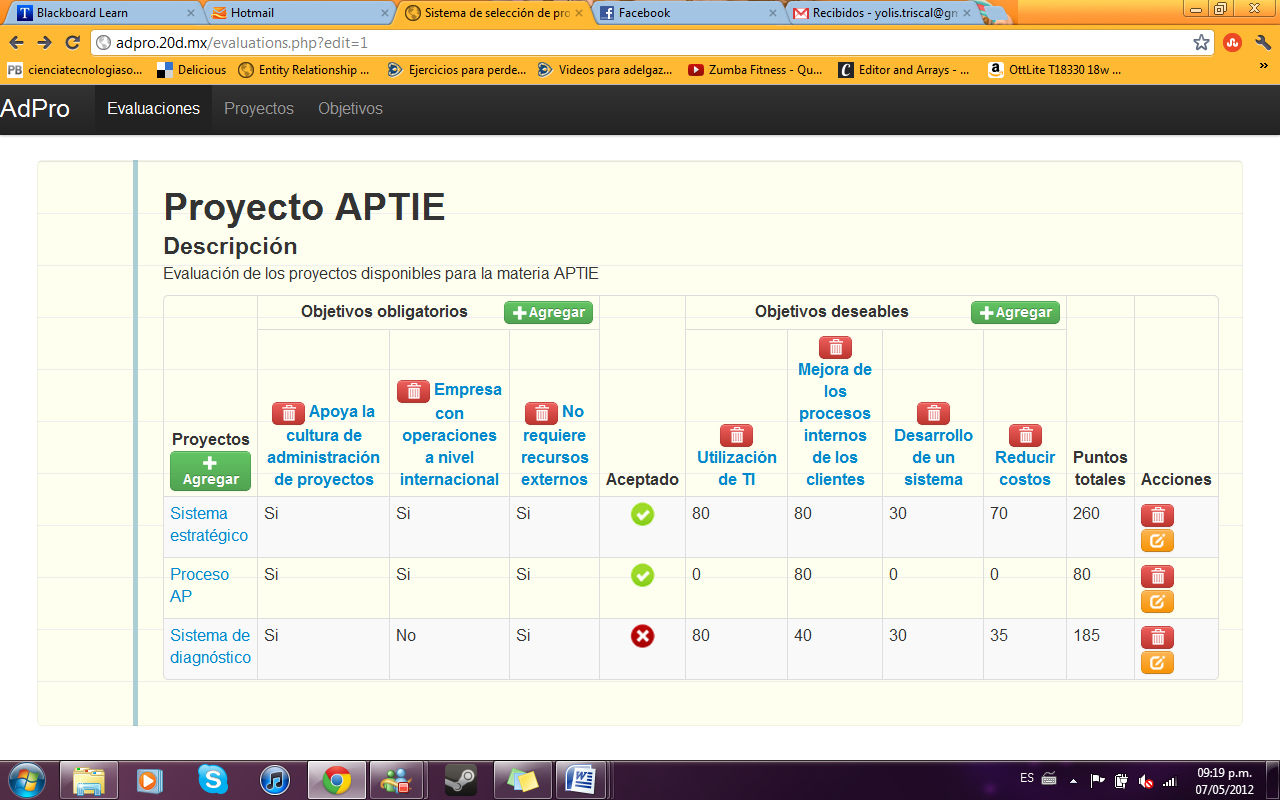 Blackboard Learn
Hotmail
Sistema de selección de pro
Facebook
Recibidos - yolis.triscal@gm
adpro.20d.mx/evaluations.php?edit=1
PB cienciatecnologiaso...
Delicious
Entity Relationship ...
Ejercicios para perde...
Videos para adelgaz...
Zumba Fitness - Qu...
Editor and Arrays - ...
OttLite T18330 18w ...
»
AdPro
Evaluaciones
Proyectos
Objetivos
Proyecto APTIE
Descripción
Evaluación de los proyectos disponibles para la materia APTIE
Objetivos obligatorios
Agregar
Objetivos deseables
Agregar
Proyectos
Agregar
Apoya la
cultura de
administración
de proyectos
Empresa
con
operaciones
a nivel
internacional
No
requiere
recursos
externos
Aceptado
Utilización
de TI
Mejora de
los
procesos
internos
de los
clientes
Desarrollo
de un
sistema
Reducir
costos
Puntos
totales
Acciones
Sistema
estratégico
Si
Si
Si
80
80
30
70
260
Proceso
AP
Si
Si
Si
0
80
0
0
80
Sistema de
diagnóstico
Si
No
Si
80
40
30
35
185
ES
09:19 p.m.
07/05/2012